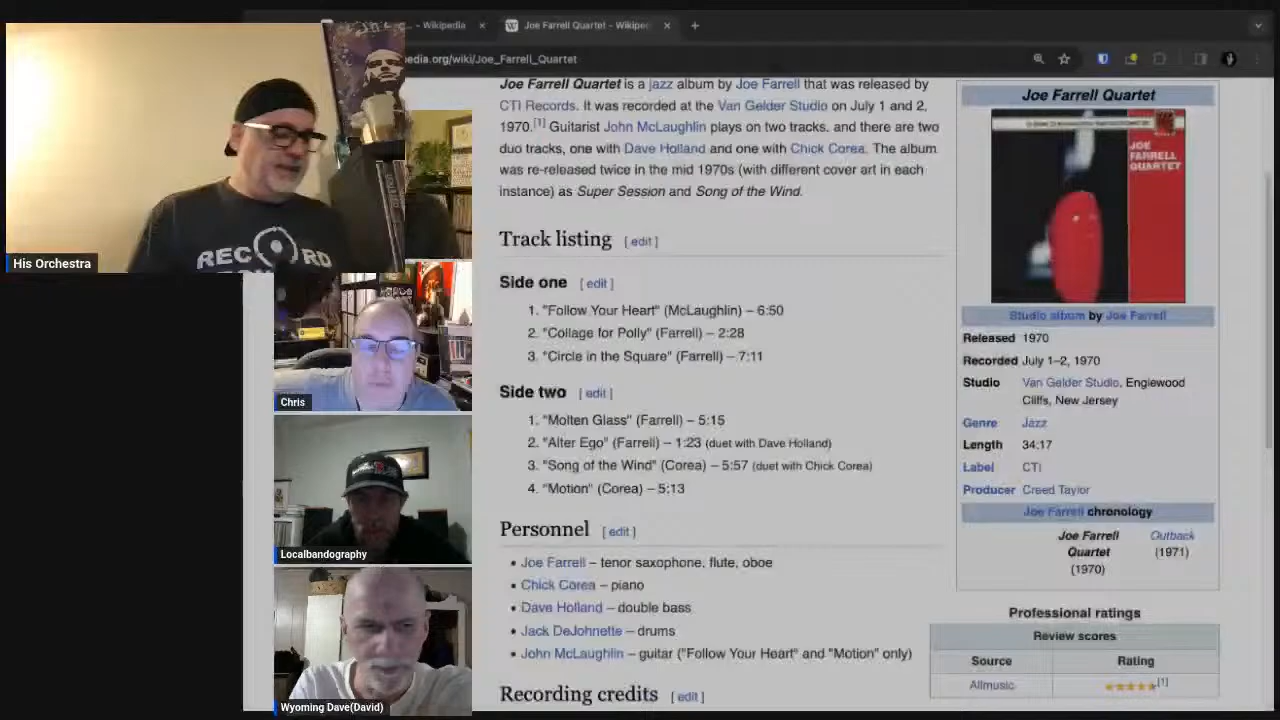 - Wikipedia
Joe Farrell Quartet - Wikipe
pedia.org/wiki/Joe_Farrell_Quartet
His Orchestra
RECORD
Chris
Localbandography
Wyoming Dave(David)
Joe Farrell Quartet is a jazz album by Joe Farrell that was released by
CTI Records. It was recorded at the Van Gelder Studio on July 1 and 2,
1970.[1] Guitarist John McLaughlin plays on two tracks, and there are two
duo tracks, one with Dave Holland and one with Chick Corea. The album
was re-released twice in the mid 1970s (with different cover art in each
instance) as Super Session and Song of the Wind.
Track listing [ edit ]
Side one [ edit ]
1. "Follow Your Heart" (McLaughlin) – 6:50
2. "Collage for Polly" (Farrell) – 2:28
3. "Circle in the Square" (Farrell) – 7:11
Side two [ edit ]
1. "Molten Glass" (Farrell) – 5:15
2. "Alter Ego" (Farrell) – 1:23 (duet with Dave Holland)
3. "Song of the Wind" (Corea) – 5:57 (duet with Chick Corea)
4. "Motion" (Corea) – 5:13
Personnel [ edit ]
• Joe Farrell – tenor saxophone, flute, oboe
• Chick Corea – piano
• Dave Holland – double bass
• Jack DeJohnette – drums
• John McLaughlin – guitar ("Follow Your Heart" and "Motion" only)
Recording credits [ edit ]
Joe Farrell Quartet
JOE
FARRELL
QUARTET
Studio album by Joe Farrell
Released 1970
Recorded July 1–2, 1970
Studio Van Gelder Studio, Englewood
Cliffs, New Jersey
Genre Jazz
Length 34:17
Label CTI
Producer Creed Taylor
Joe Farrell chronology
Joe Farrell Outback
Quartet (1971)
(1970)
Professional ratings
Review scores
Source Rating
Allmusic ★★★★★[1]